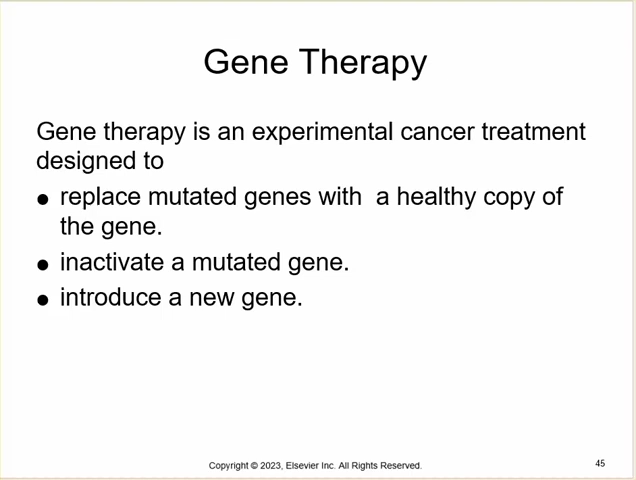 Gene Therapy
Gene therapy is an experimental cancer treatment
designed to
● replace mutated genes with  a healthy copy of
the gene.
● inactivate a mutated gene.
● introduce a new gene.
Copyright © 2023, Elsevier Inc. All Rights Reserved.
45